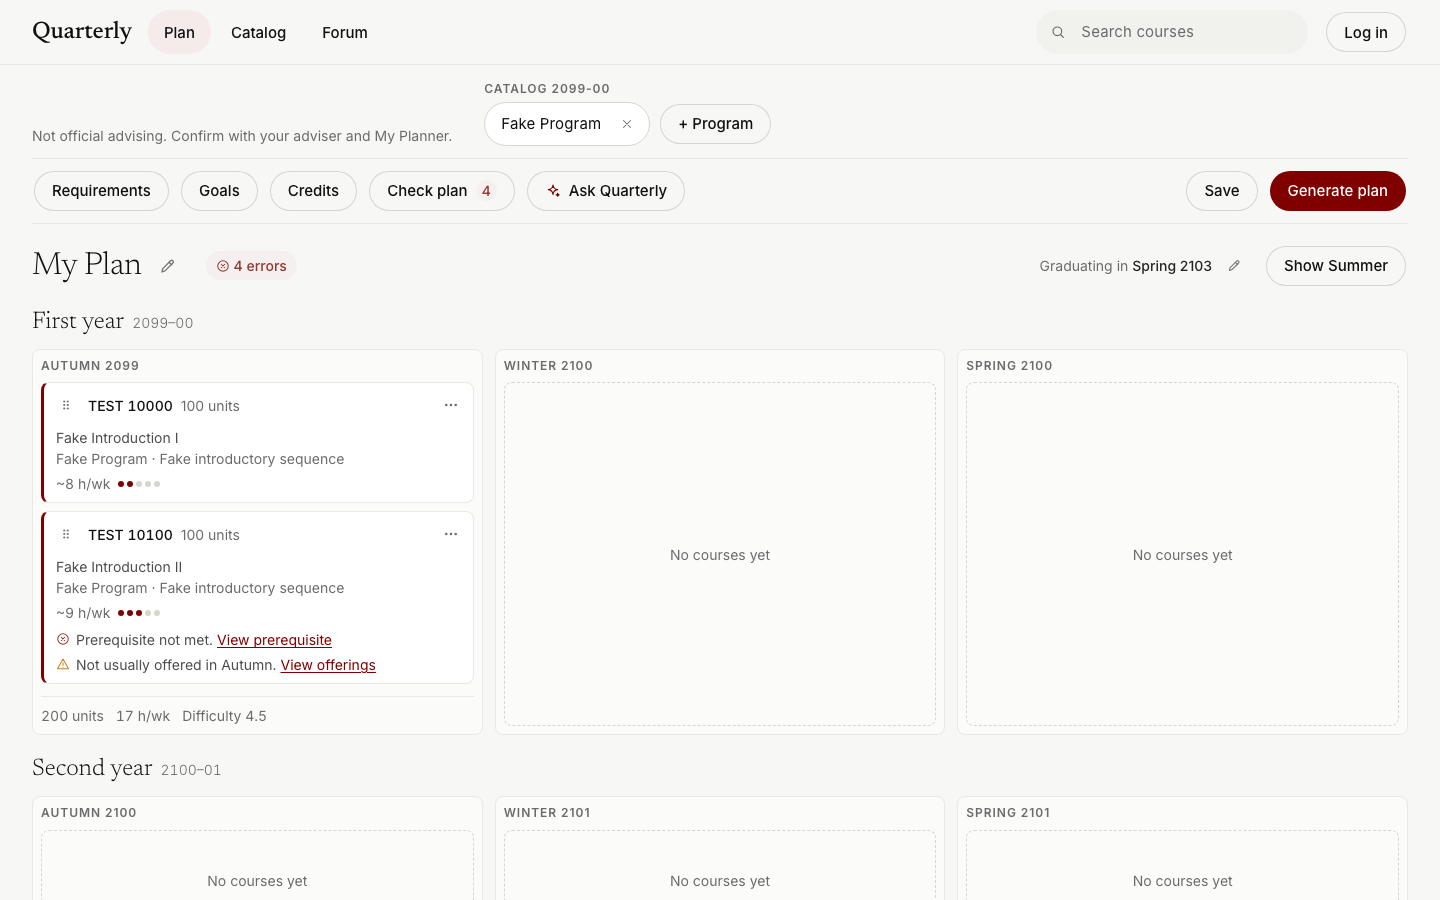 Quarterly
Plan
Catalog
Forum
Search courses
Log in
Not official advising. Confirm with your adviser and My Planner.
CATALOG 2099-00
Fake Program
+ Program
Requirements
Goals
Credits
Check plan 4
Ask Quarterly
Save
Generate plan
My Plan
4 errors
Graduating in Spring 2103
Show Summer
First year 2099–00
AUTUMN 2099
TEST 10000 100 units
Fake Introduction I
Fake Program · Fake introductory sequence
~8 h/wk
TEST 10100 100 units
Fake Introduction II
Fake Program · Fake introductory sequence
~9 h/wk
Prerequisite not met. View prerequisite
Not usually offered in Autumn. View offerings
200 units 17 h/wk Difficulty 4.5
WINTER 2100
No courses yet
SPRING 2100
No courses yet
Second year 2100–01
AUTUMN 2100
No courses yet
WINTER 2101
No courses yet
SPRING 2101
No courses yet